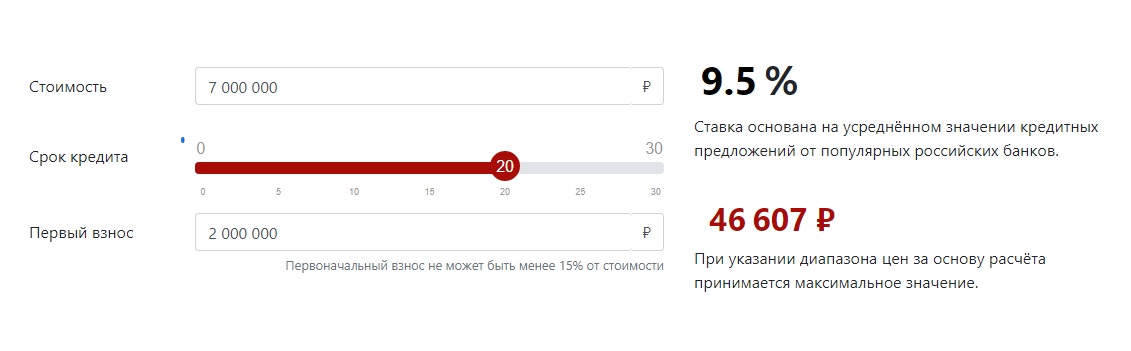 Стоимость
7 000 000 ₽
Срок кредита
0 30
20
0 5 10 15 20 25 30
Первый взнос
2 000 000 ₽
Первоначальный взнос не может быть менее 15% от стоимости
9.5 %
Ставка основана на усреднённом значении кредитных
предложений от популярных российских банков.
46 607 ₽
При указании диапазона цен за основу расчёта
принимается максимальное значение.